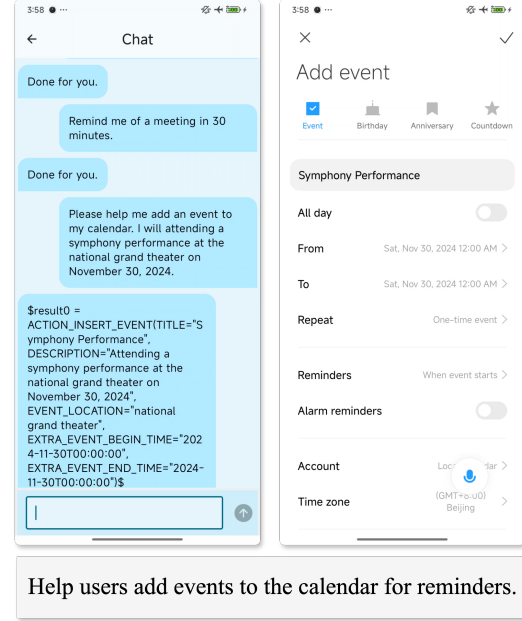 3:58
Chat
Done for you.
Remind me of a meeting in 30
minutes.
Done for you.
Please help me add an event to
my calendar. I will attending a
symphony performance at the
national grand theater on
November 30, 2024.
$result0 =
ACTION_INSERT_EVENT(TITLE="S
ymphony Performance",
DESCRIPTION="Attending a
symphony performance at the
national grand theater on
November 30, 2024",
EVENT_LOCATION="national
grand theater",
EXTRA_EVENT_BEGIN_TIME="202
4-11-30T00:00:00",
EXTRA_EVENT_END_TIME="2024-
11-30T00:00:00")$
3:58
Add event
Event Birthday Anniversary Countdown
Symphony Performance
All day
From Sat, Nov 30, 2024 12:00 AM
To Sat, Nov 30, 2024 12:00 AM
Repeat One-time event
Reminders When event starts
Alarm reminders
Account
Time zone
Beijing
Help users add events to the calendar for reminders.